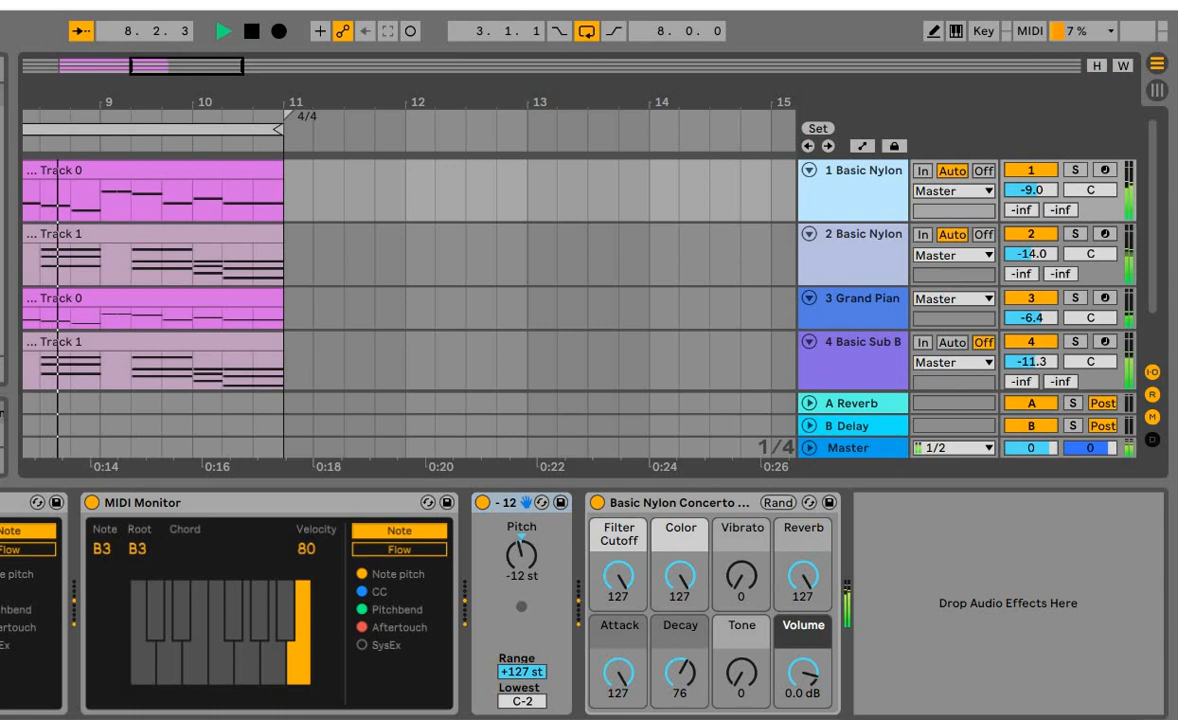 8. 2. 3
3. 1. 1
8. 0. 0
Key
MIDI
7 %
H W
9 10 11 12 13 14 15
4/4
Set
... Track 0
1 Basic Nylon
In Auto Off
1 S
Master
-9.0 C
-inf -inf
... Track 1
2 Basic Nylon
In Auto Off
2 S
Master
-14.0 C
-inf -inf
... Track 0
3 Grand Pian
Master
3 S
-6.4 C
... Track 1
4 Basic Sub B
In Auto Off
4 S
Master
-11.3 C
-inf -inf
A Reverb
A S Post
B Delay
B S Post
1/4
Master
1/2
0 0
I·O
R
M
D
0:14 0:16 0:18 0:20 0:22 0:24 0:26
Note
Flow
e pitch
hbend
ertouch
Ex
MIDI Monitor
Note Root Chord Velocity
B3 B3 80
Note
Flow
Note pitch
CC
Pitchbend
Aftertouch
SysEx
- 12
Pitch
-12 st
Range
+127 st
Lowest
C-2
Basic Nylon Concerto ...
Rand
Filter Cutoff
Color
Vibrato
Reverb
127 127 0 127
Attack
Decay
Tone
Volume
127 76 0 0.0 dB
Drop Audio Effects Here